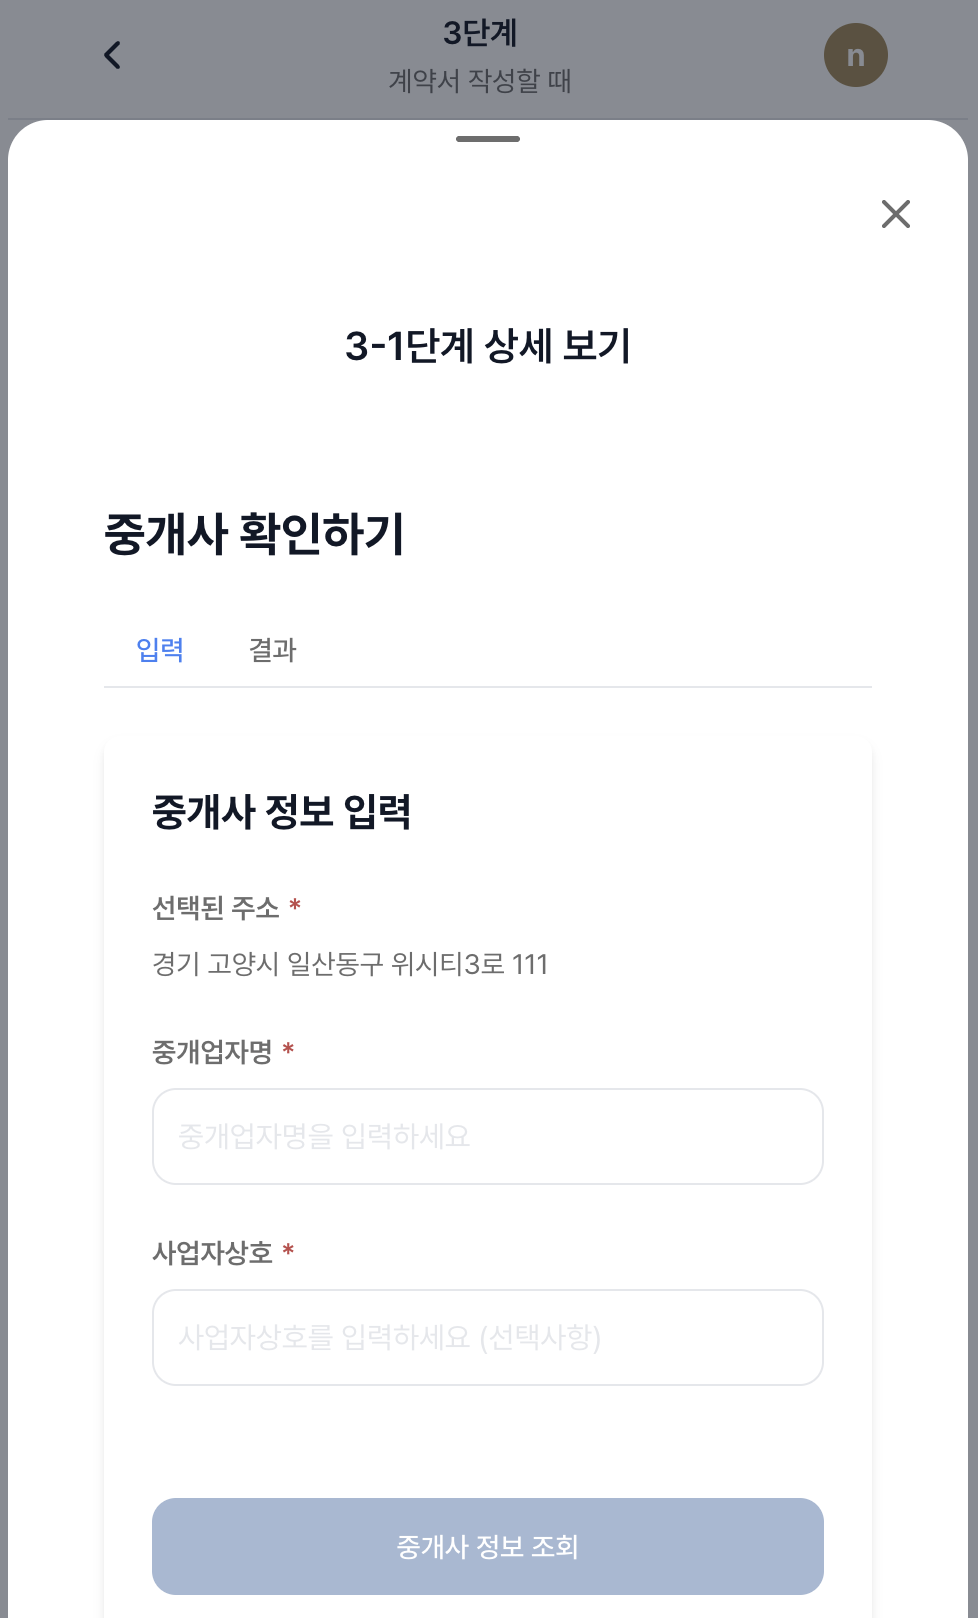 3단계
계약서 작성할 때
n
3-1단계 상세 보기
중개사 확인하기
입력 결과
중개사 정보 입력
선택된 주소 *
경기 고양시 일산동구 위시티3로 111
중개업자명 *
중개업자명을 입력하세요
사업자상호 *
사업자상호를 입력하세요 (선택사항)
중개사 정보 조회